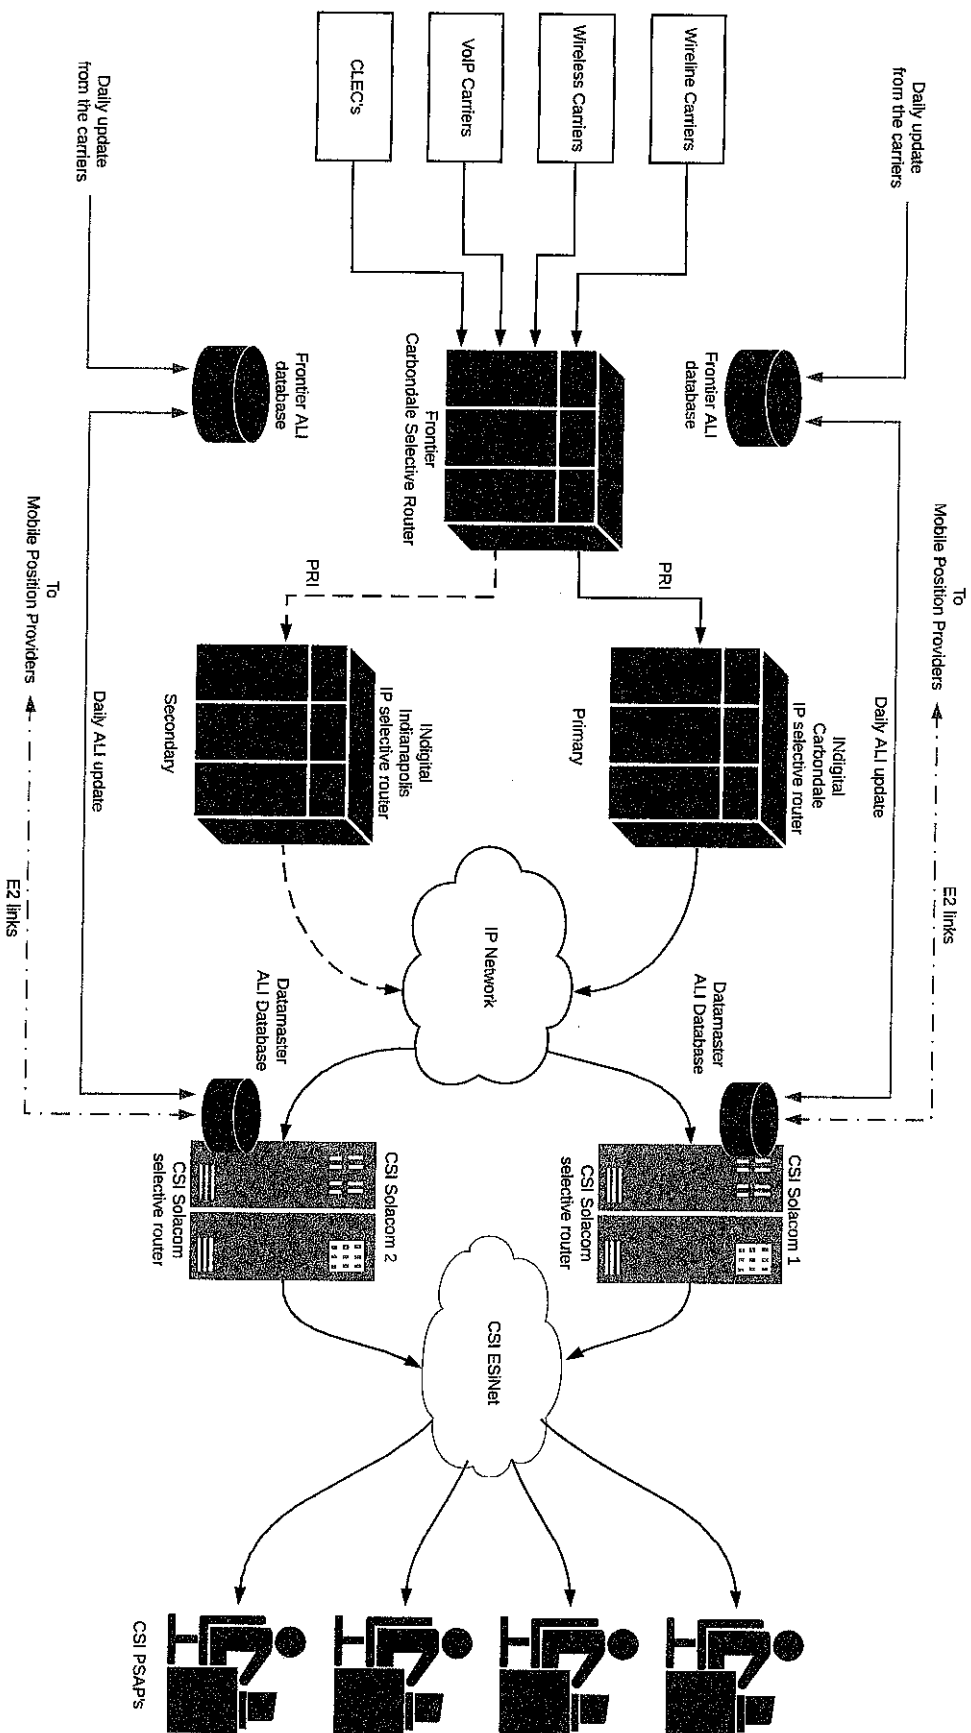 Daily update
from the carriers
Wireline Carriers
Wireless Carriers
VoIP Carriers
CLEC's
Daily update
from the carriers
Frontier ALI
database
Frontier
Carbondale Selective Router
Frontier ALI
database
To
Mobile Position Providers
PRI
PRI
To
Mobile Position Providers
Daily ALI update
INdigital
Carbondale
IP selective router
Primary
INdigital
Indianapolis
IP selective router
Secondary
Daily ALI update
E2 links
E2 links
IP Network
Datamaster
ALI Database
Datamaster
ALI Database
CSI Solacom 1
CSI Solacom
selective router
CSI Solacom 2
CSI Solacom
selective router
CSI ESiNet
CSI PSAP's